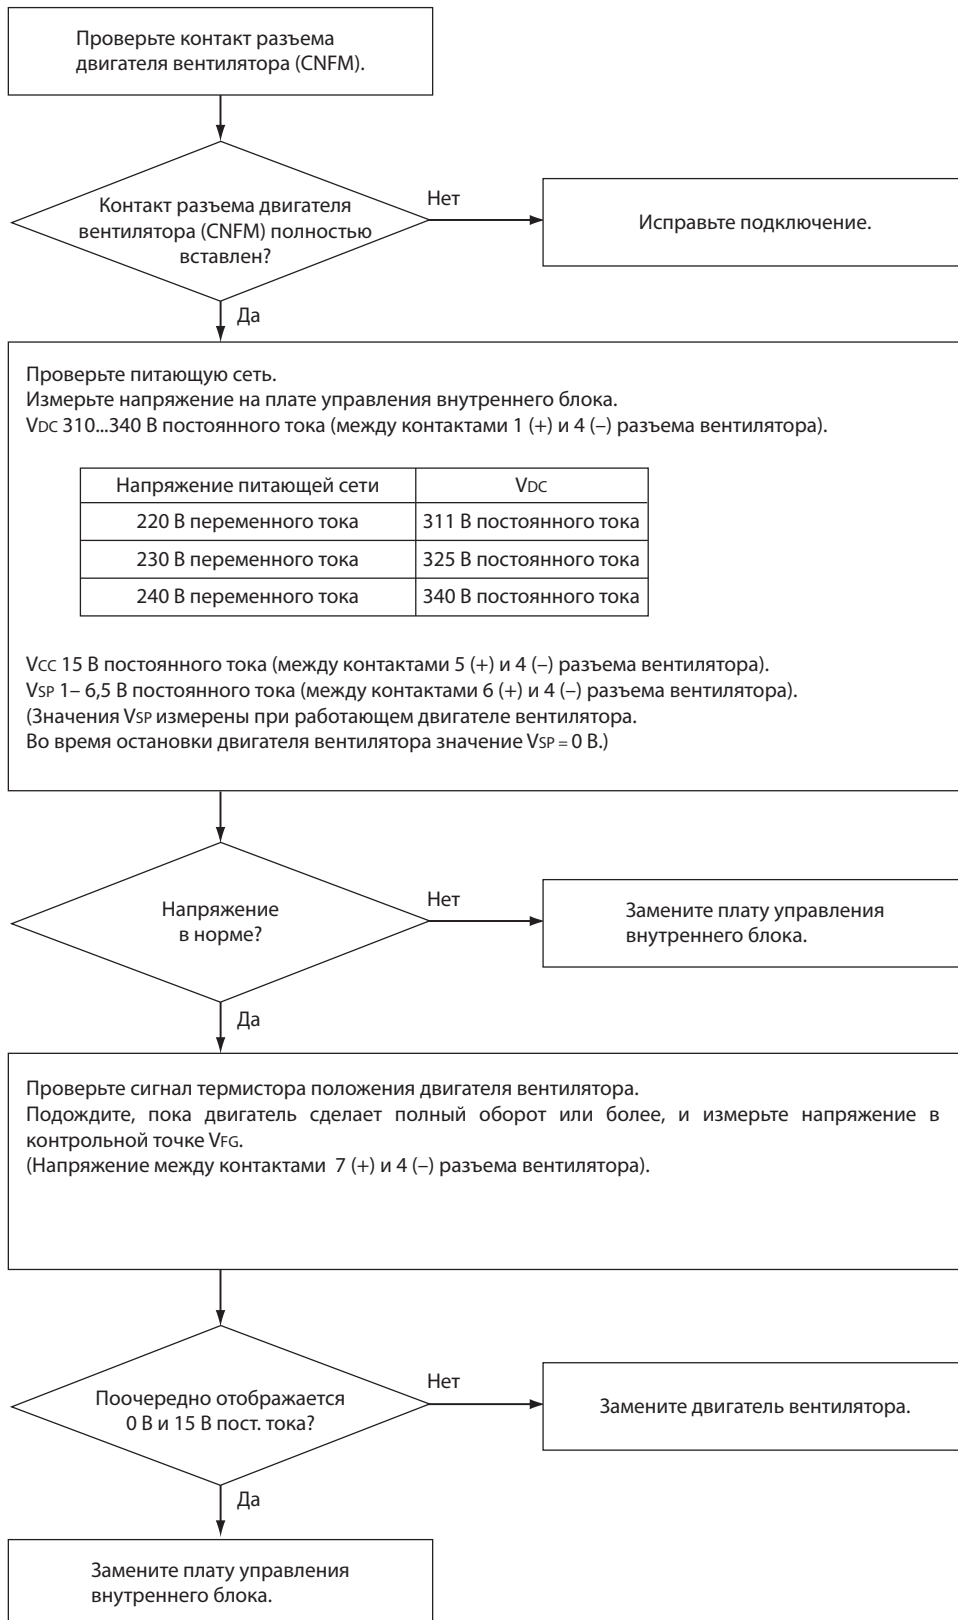 Проверьте контакт разъема
двигателя вентилятора (CNFM).
Контакт разъема двигателя
вентилятора (CNFM) полностью
вставлен?
Нет
Исправьте подключение.
Да
Проверьте питающую сеть.
Измерьте напряжение на плате управления внутреннего блока.
VDC 310...340 В постоянного тока (между контактами 1 (+) и 4 (–) разъема вентилятора).
Напряжение питающей сети VDC
220 В переменного тока 311 В постоянного тока
230 В переменного тока 325 В постоянного тока
240 В переменного тока 340 В постоянного тока
VCC 15 В постоянного тока (между контактами 5 (+) и 4 (–) разъема вентилятора).
VSP 1– 6,5 В постоянного тока (между контактами 6 (+) и 4 (–) разъема вентилятора).
(Значения VSP измерены при работающем двигателе вентилятора.
Во время остановки двигателя вентилятора значение VSP = 0 В.)
Напряжение
в норме?
Нет
Замените плату управления
внутреннего блока.
Да
Проверьте сигнал термистора положения двигателя вентилятора.
Подождите, пока двигатель сделает полный оборот или более, и измерьте напряжение в
контрольной точке VFG.
(Напряжение между контактами 7 (+) и 4 (–) разъема вентилятора).
Поочередно отображается
0 В и 15 В пост. тока?
Нет
Замените двигатель вентилятора.
Да
Замените плату управления
внутреннего блока.